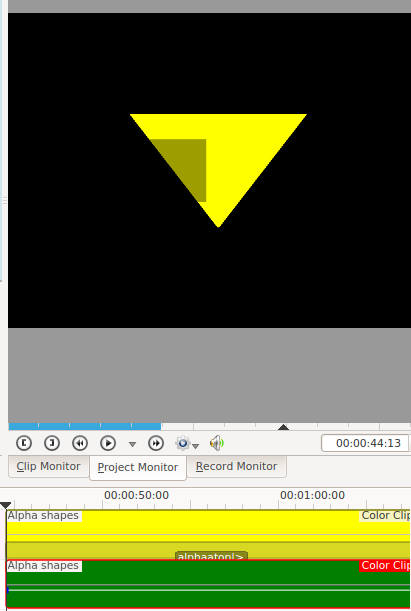 00:00:44:13
Clip Monitor
Project Monitor
Record Monitor
00:00:50:00
00:01:00:00
Alpha shapes
Color Clip
alphaatop|>
Alpha shapes
Color Clip